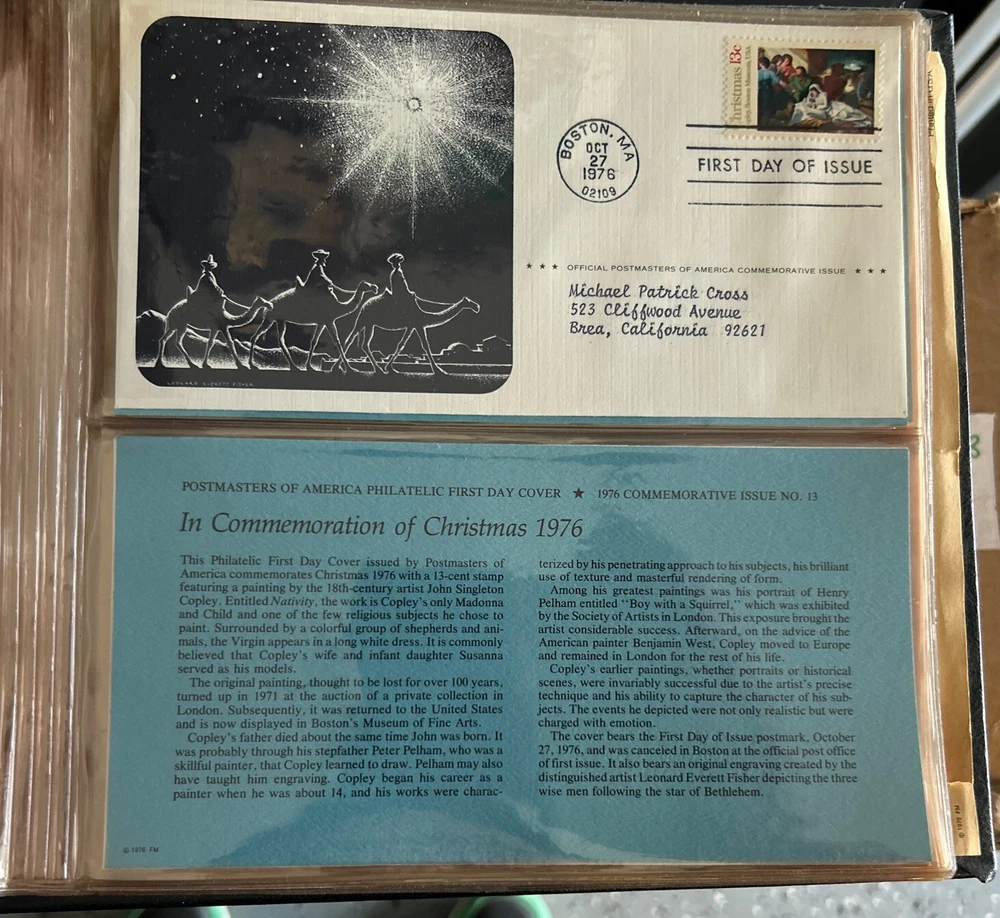 Christmas 13c
BOSTON, MA
OCT
27
1976
02109
FIRST DAY OF ISSUE
★ ★ ★ OFFICIAL POSTMASTERS OF AMERICA COMMEMORATIVE ISSUE ★ ★ ★
Michael Patrick Cross
523 Cliffwood Avenue
Brea, California 92621
LEONARD EVERETT FISHER
POSTMASTERS OF AMERICA PHILATELIC FIRST DAY COVER ★ 1976 COMMEMORATIVE ISSUE NO. 13
In Commemoration of Christmas 1976
This Philatelic First Day Cover issued by Postmasters of
America commemorates Christmas 1976 with a 13-cent stamp
featuring a painting by the 18th-century artist John Singleton
Copley. Entitled Nativity, the work is Copley's only Madonna
and Child and one of the few religious subjects he chose to
paint. Surrounded by a colorful group of shepherds and ani-
mals, the Virgin appears in a long white dress. It is commonly
believed that Copley's wife and infant daughter Susanna
served as his models.
The original painting, thought to be lost for over 100 years,
turned up in 1971 at the auction of a private collection in
London. Subsequently, it was returned to the United States
and is now displayed in Boston's Museum of Fine Arts.
Copley's father died about the same time John was born. It
was probably through his stepfather Peter Pelham, who was a
skillful painter, that Copley learned to draw. Pelham may also
have taught him engraving. Copley began his career as a
painter when he was about 14, and his works were charac-
terized by his penetrating approach to his subjects, his brilliant
use of texture and masterful rendering of form.
Among his greatest paintings was his portrait of Henry
Pelham entitled "Boy with a Squirrel," which was exhibited
by the Society of Artists in London. This exposure brought the
artist considerable success. Afterward, on the advice of the
American painter Benjamin West, Copley moved to Europe
and remained in London for the rest of his life.
Copley's earlier paintings, whether portraits or historical
scenes, were invariably successful due to the artist's precise
technique and his ability to capture the character of his sub-
jects. The events he depicted were not only realistic but were
charged with emotion.
The cover bears the First Day of Issue postmark, October
27, 1976, and was canceled in Boston at the official post office
of first issue. It also bears an original engraving created by the
distinguished artist Leonard Everett Fisher depicting the three
wise men following the star of Bethlehem.
© 1976 FM
© 1976 FM